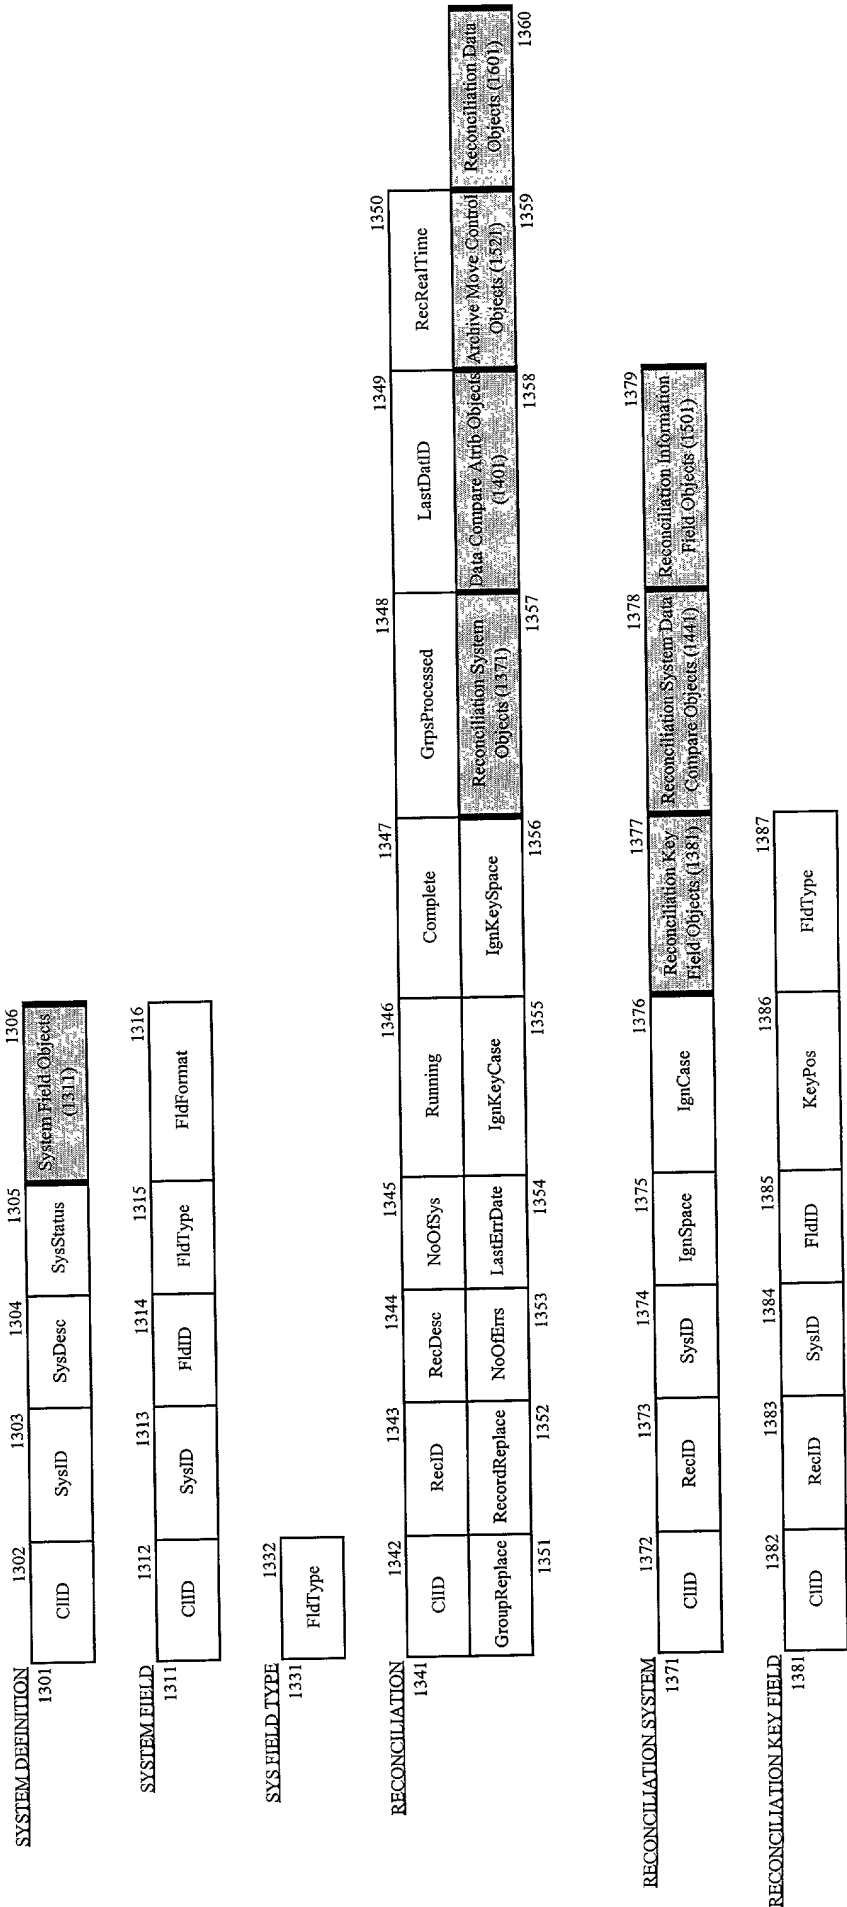 SYSTEM DEFINITION
1301
1302
1303
1304
1305
1306
ClID
SysID
SysDesc
SysStatus
System Field Objects
(1311)
SYSTEM FIELD
1311
1312
1313
1314
1315
1316
ClID
SysID
FldID
FldType
FldFormat
SYS FIELD TYPE
1331
1332
FldType
RECONCILIATION
1341
1342
1343
1344
1345
1346
1347
1348
1349
1350
ClID
RecID
RecDesc
NoOfSys
Running
Complete
GrpsProcessed
LastDatID
RecRealTime
GroupReplace
RecordReplace
NoOfErrs
LastErrDate
IgnKeyCase
IgnKeySpace
Reconciliation System
Objects (1371)
Data Compare Atrib Objects
(1401)
Archive Move Control
Objects (1521)
Reconciliation Data
Objects (1601)
1351
1352
1353
1354
1355
1356
1357
1358
1359
1360
RECONCILIATION SYSTEM
1371
1372
1373
1374
1375
1376
1377
1378
1379
ClID
RecID
SysID
IgnSpace
IgnCase
Reconciliation Key
Field Objects (1381)
Reconciliation System Data
Compare Objects (1441)
Reconciliation Information
Field Objects (1501)
RECONCILIATION KEY FIELD
1381
1382
1383
1384
1385
1386
1387
ClID
RecID
SysID
FldID
KeyPos
FldType